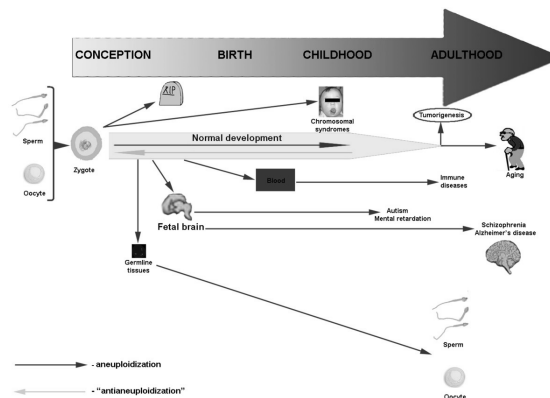 CONCEPTION BIRTH CHILDHOOD ADULTHOOD
RIP
Sperm
Oocyte
Zygote
Normal development
Chromosomal
syndromes
Tumorigenesis
Aging
Blood
Immune
diseases
Fetal brain
Autism
Mental retardation
Schizophrenia
Alzheimer's disease
Germline
tissues
Sperm
Oocyte
- aneuploidization
- "antianeuploidization"